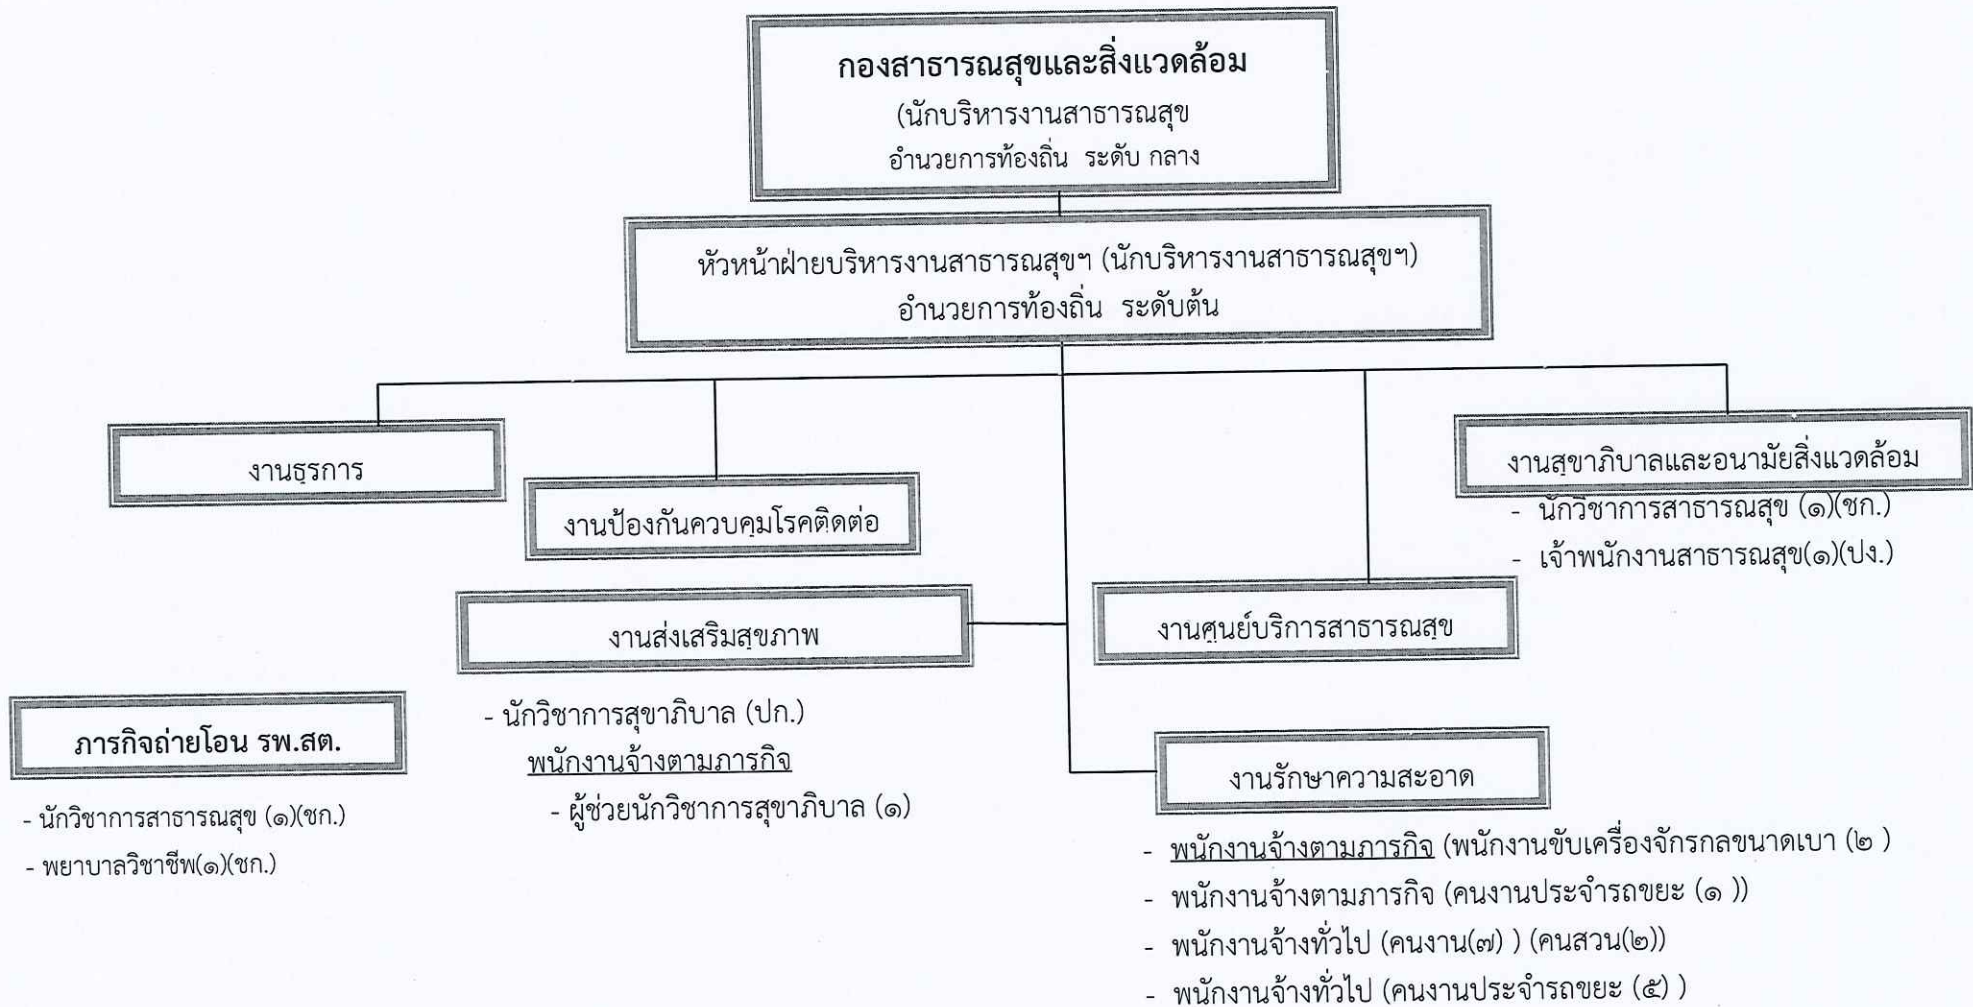 กองสาธารณสุขและสิ่งแวดล้อม
(นักบริหารงานสาธารณสุข
อำนวยการท้องถิ่น ระดับ กลาง
หัวหน้าฝ่ายบริหารงานสาธารณสุขฯ (นักบริหารงานสาธารณสุขฯ)
อำนวยการท้องถิ่น ระดับต้น
งานธุรการ
งานป้องกันควบคุมโรคติดต่อ
งานสุขาภิบาลและอนามัยสิ่งแวดล้อม
- นักวิชาการสาธารณสุข (๑)(ชก.)
- เจ้าพนักงานสาธารณสุข(๑)(ปง.)
งานส่งเสริมสุขภาพ
- นักวิชาการสุขาภิบาล (ปก.)
พนักงานจ้างตามภารกิจ
- ผู้ช่วยนักวิชาการสุขาภิบาล (๑)
งานศูนย์บริการสาธารณสุข
ภารกิจถ่ายโอน รพ.สต.
- นักวิชาการสาธารณสุข (๑)(ชก.)
- พยาบาลวิชาชีพ(๑)(ชก.)
งานรักษาความสะอาด
- พนักงานจ้างตามภารกิจ (พนักงานขับเครื่องจักรกลขนาดเบา (๒ )
- พนักงานจ้างตามภารกิจ (คนงานประจำรถขยะ (๑ ))
- พนักงานจ้างทั่วไป (คนงาน(๗) ) (คนสวน(๒))
- พนักงานจ้างทั่วไป (คนงานประจำรถขยะ (๕) )